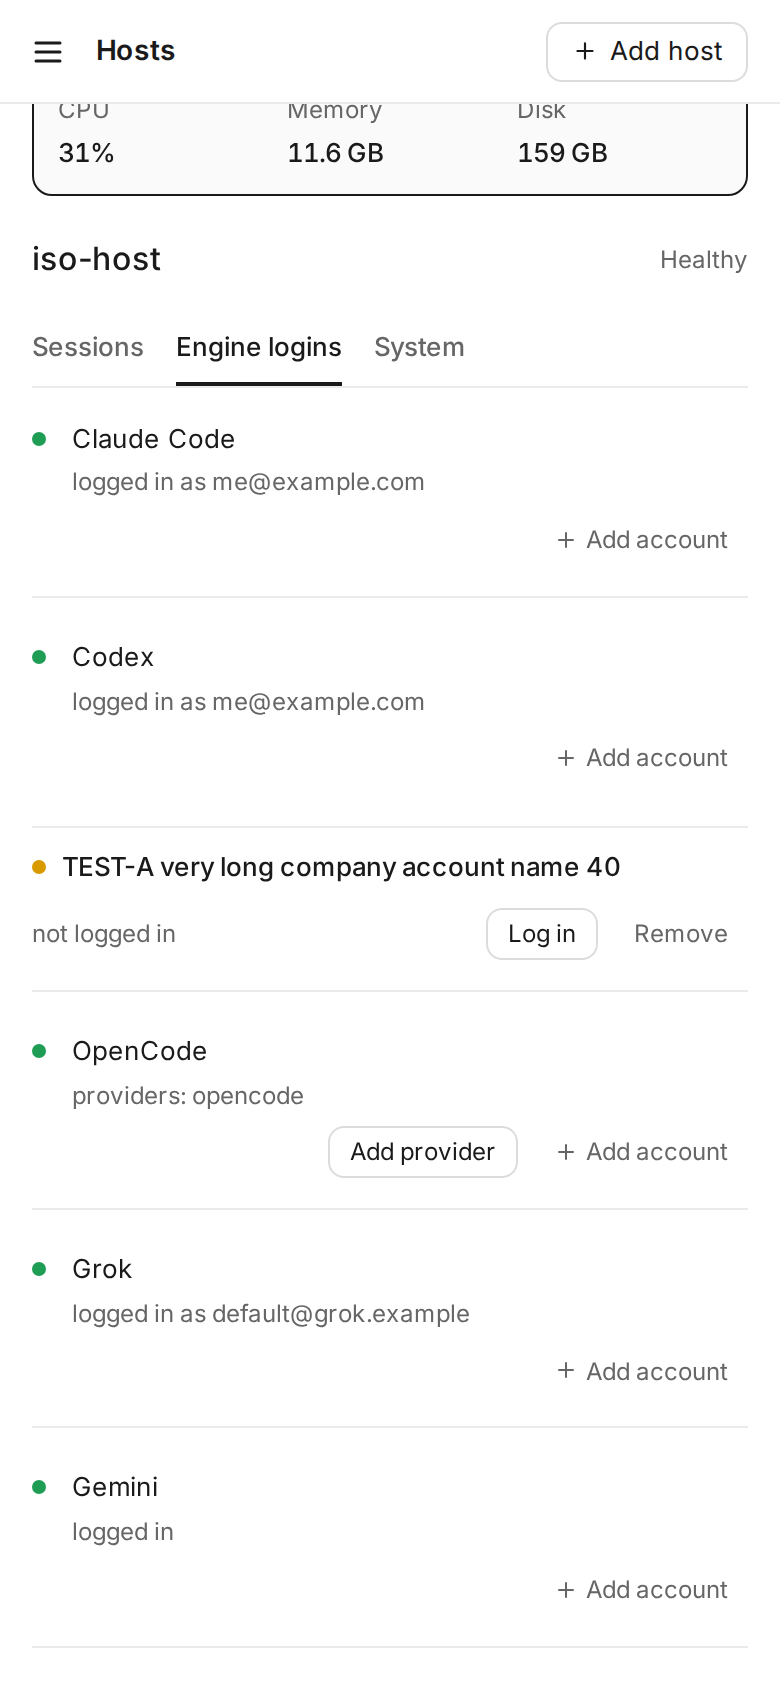 Hosts
+ Add host
CPU Memory Disk
31% 11.6 GB 159 GB
iso-host Healthy
Sessions Engine logins System
Claude Code
logged in as me@example.com
+ Add account
Codex
logged in as me@example.com
+ Add account
TEST-A very long company account name 40
not logged in Log in Remove
OpenCode
providers: opencode
Add provider + Add account
Grok
logged in as default@grok.example
+ Add account
Gemini
logged in
+ Add account